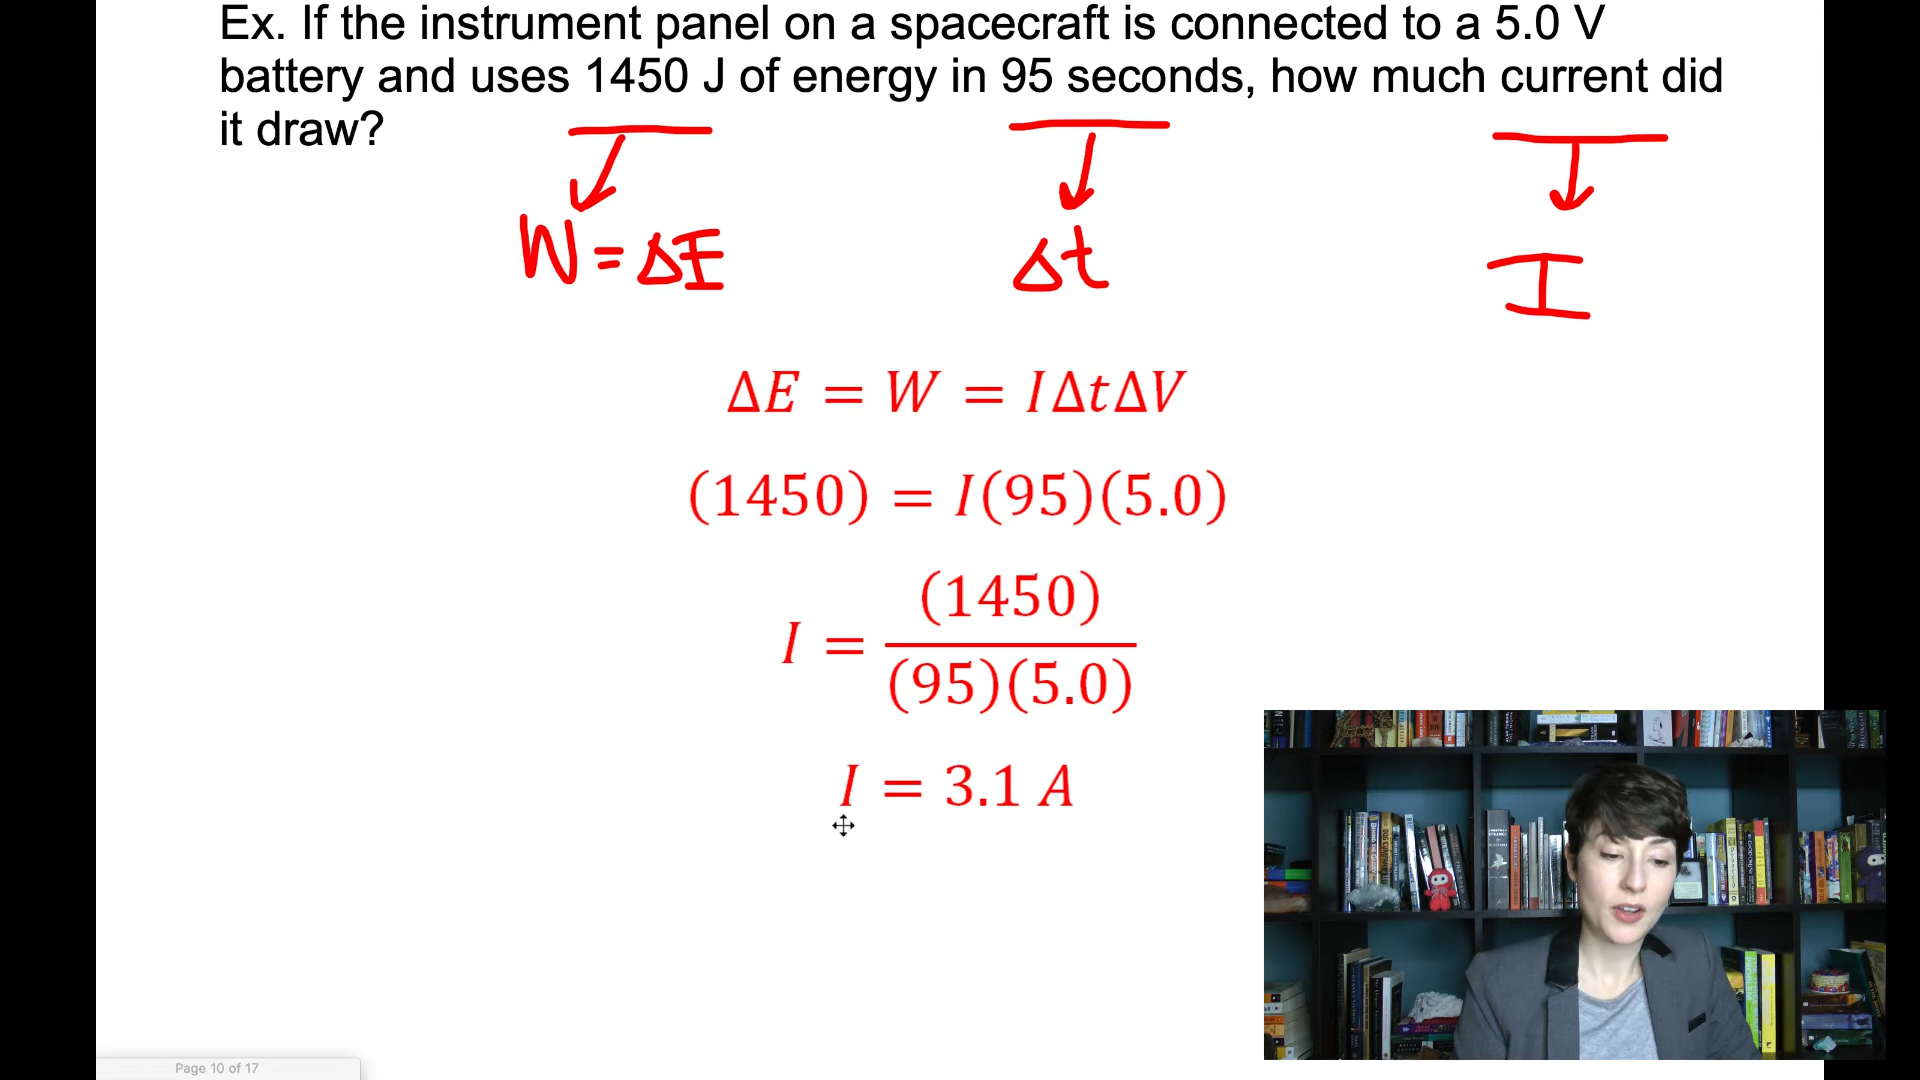 Ex. If the instrument panel on a spacecraft is connected to a 5.0 V
battery and uses 1450 J of energy in 95 seconds, how much current did
it draw?
W = ΔE
Δt
I
ΔE = W = IΔtΔV
(1450) = I(95)(5.0)
I = (1450) / (95)(5.0)
I = 3.1 A
Page 10 of 17